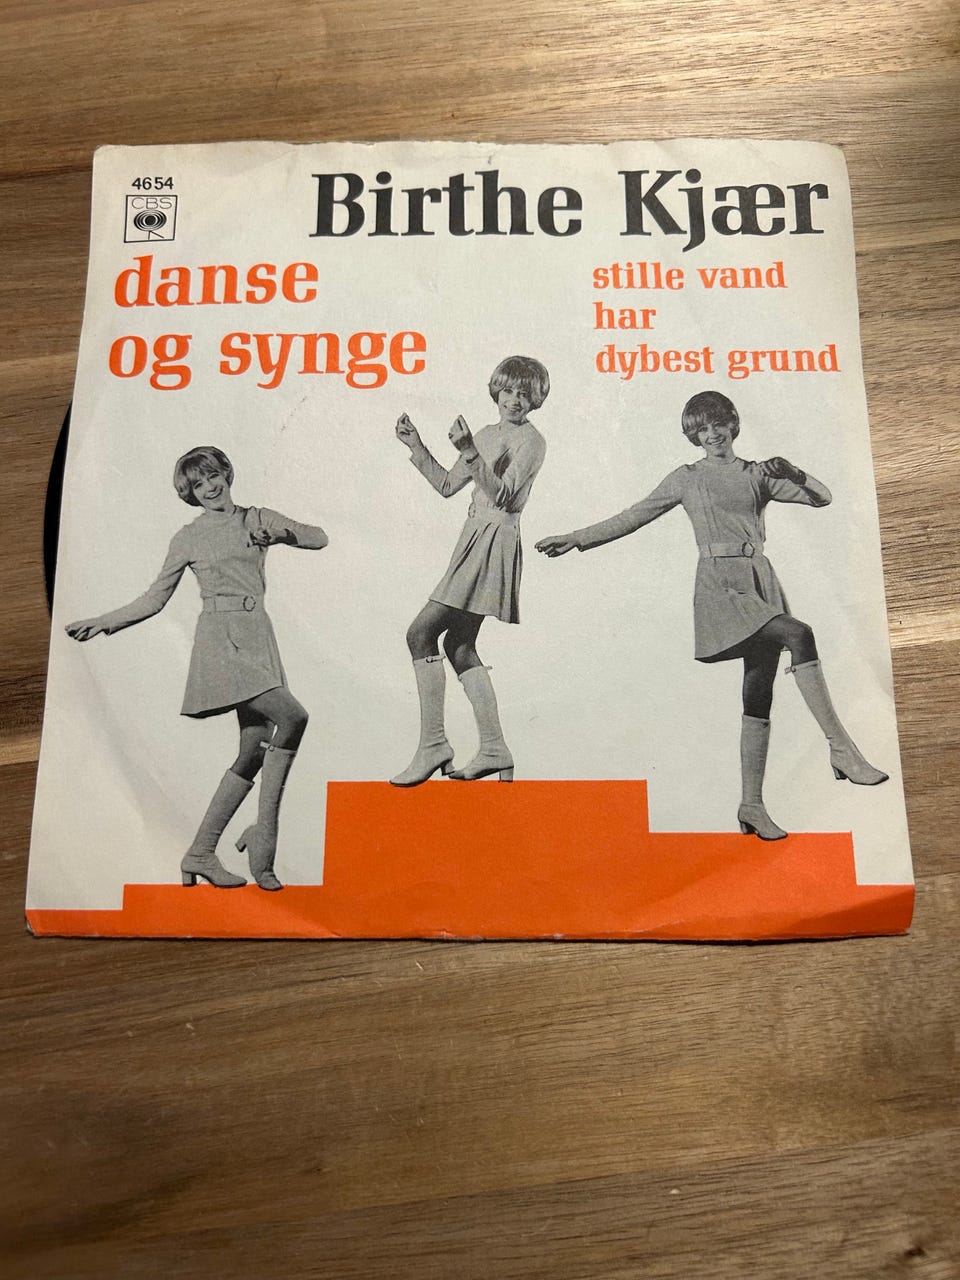 4654
CBS
Birthe Kjær
danse
og synge
stille vand
har
dybest grund